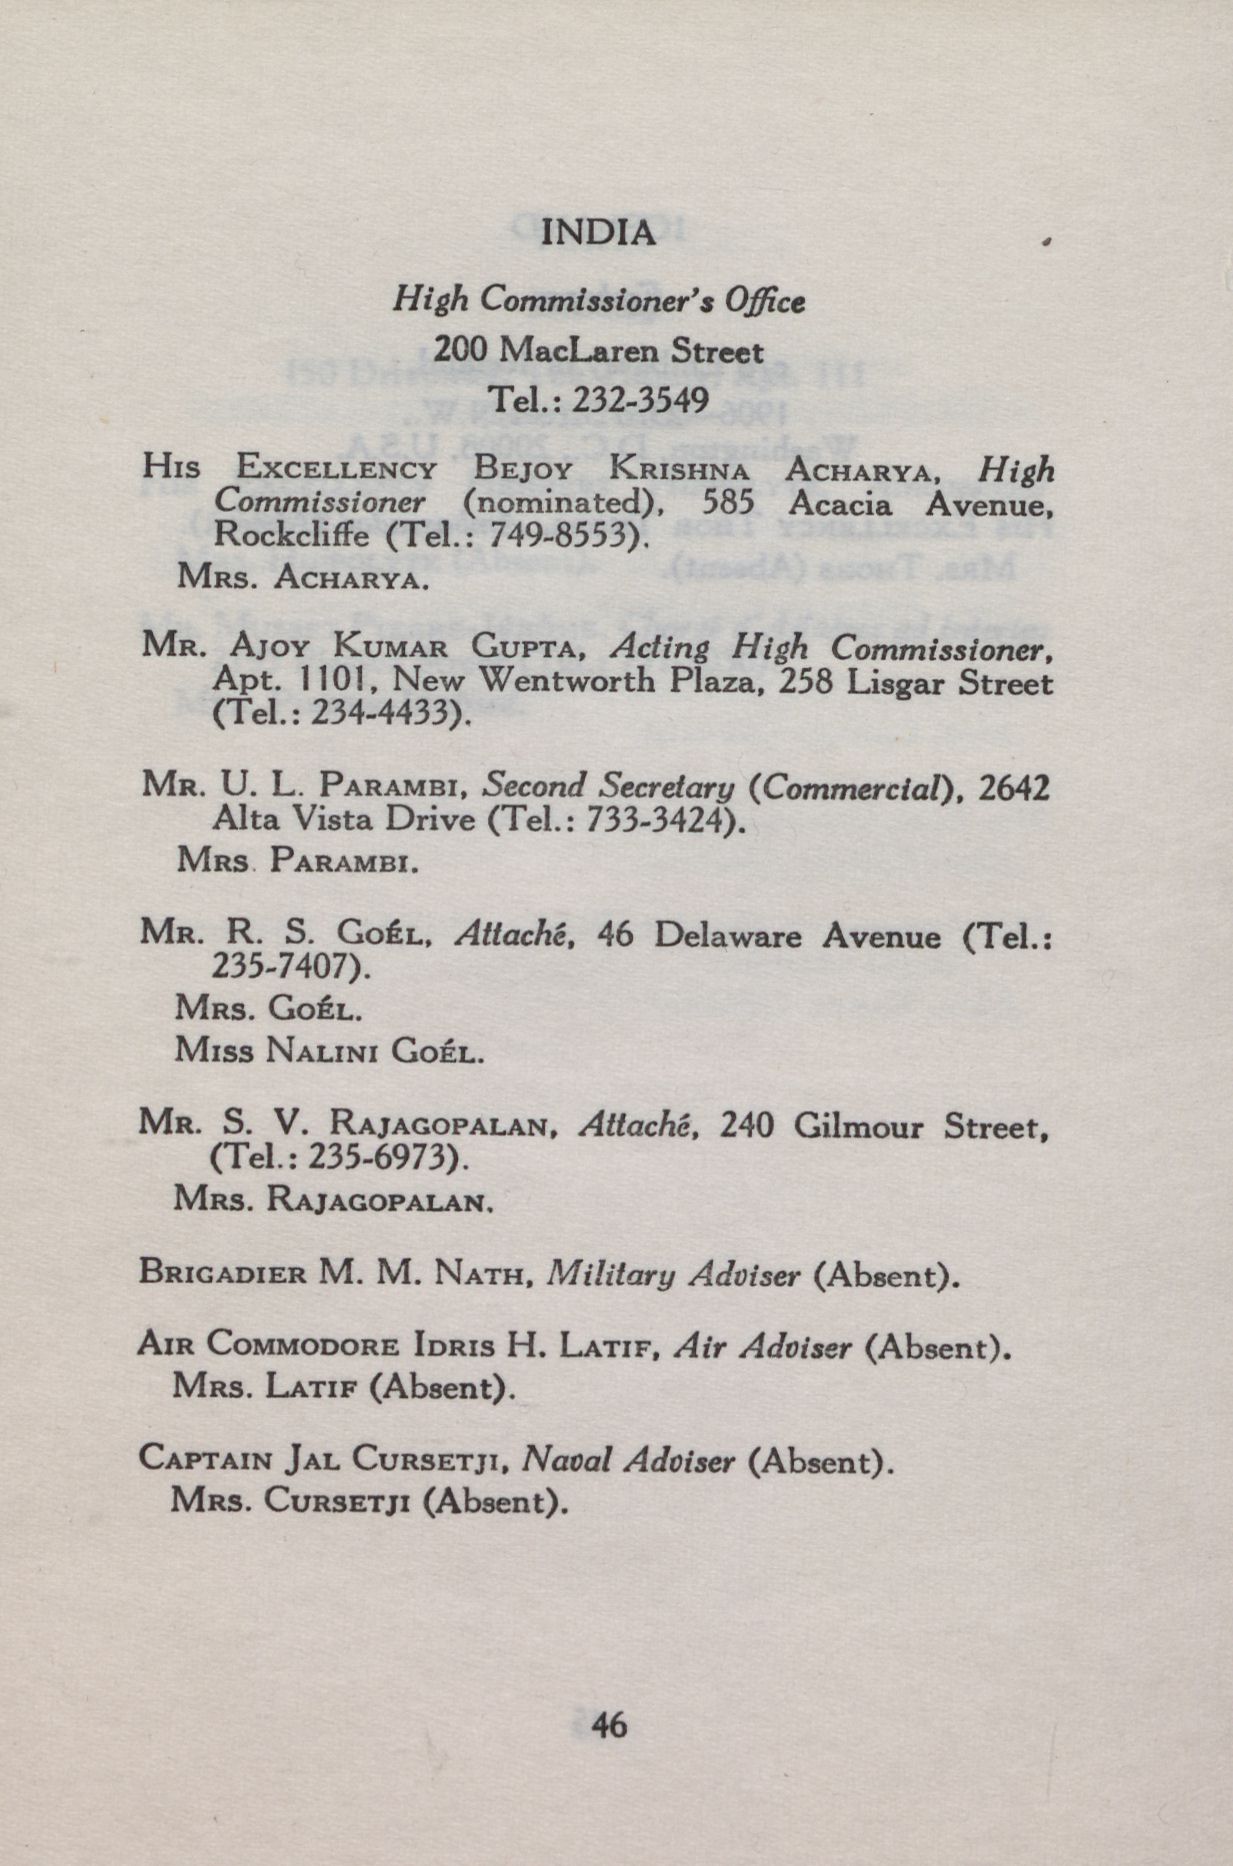 INDIA
High Commissioner's Office
200 MacLaren Street
Tel.: 232-3549
His Excellency Bejoy Krishna Acharya, High
Commissioner (nominated), 585 Acacia Avenue,
Rockcliffe (Tel.: 749-8553).
Mrs. Acharya.
Mr. Ajoy Kumar Gupta, Acting High Commissioner,
Apt. 1101, New Wentworth Plaza, 258 Lisgar Street
(Tel.: 234-4433).
Mr. U. L. Parambi, Second Secretary (Commercial), 2642
Alta Vista Drive (Tel.: 733-3424).
Mrs. Parambi.
Mr. R. S. Goél, Attaché, 46 Delaware Avenue (Tel.:
235-7407).
Mrs. Goél.
Miss Nalini Goél.
Mr. S. V. Rajagopalan, Attaché, 240 Gilmour Street,
(Tel.: 235-6973).
Mrs. Rajagopalan.
Brigadier M. M. Nath, Military Adviser (Absent).
Air Commodore Idris H. Latif, Air Adviser (Absent).
Mrs. Latif (Absent).
Captain Jal Cursetji, Naval Adviser (Absent).
Mrs. Cursetji (Absent).
46